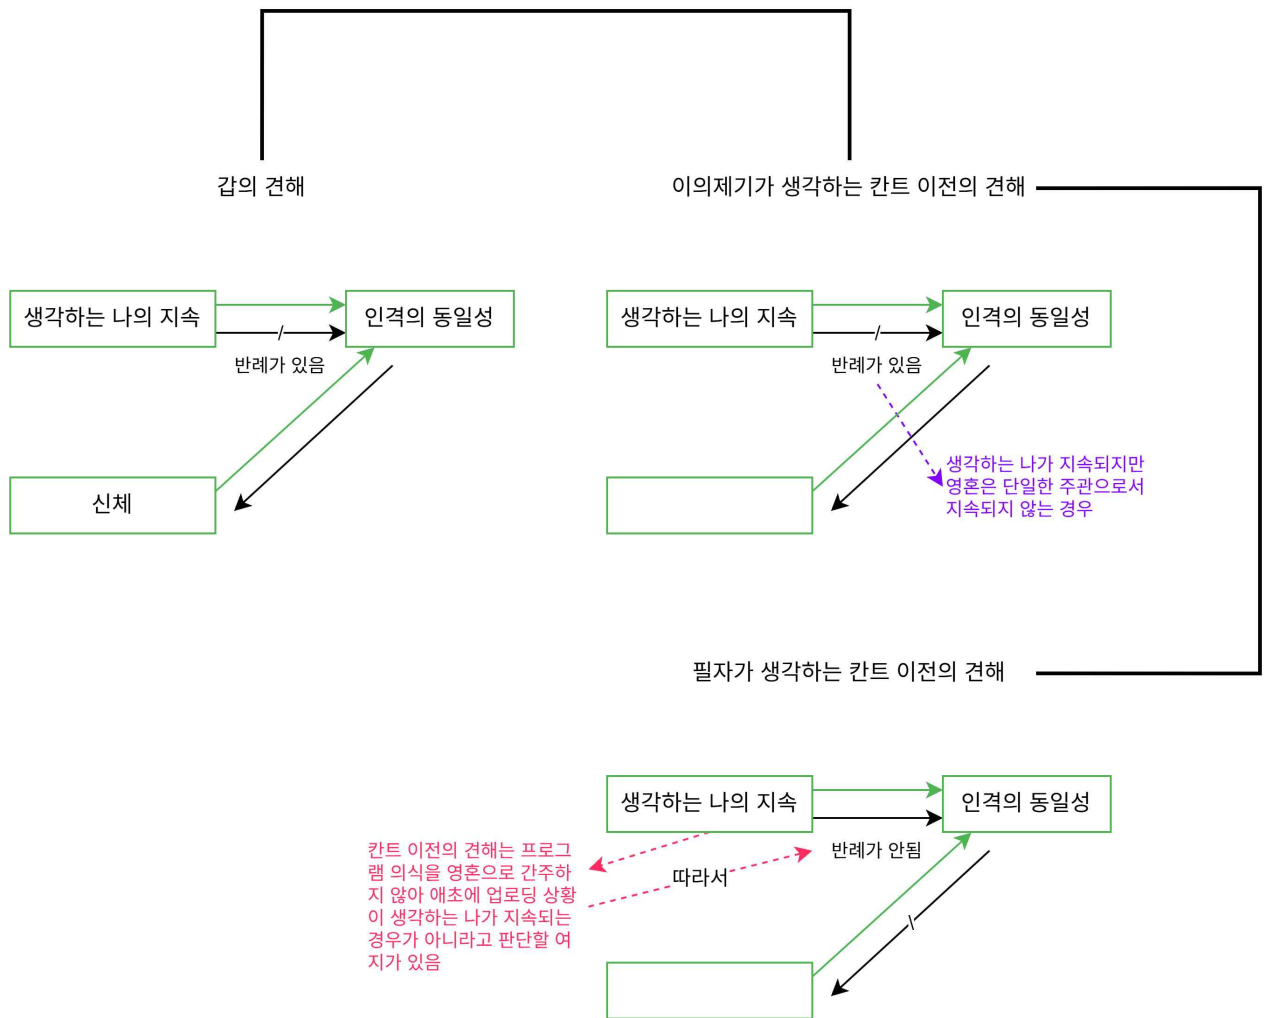 갑의 견해
이의제기가 생각하는 칸트 이전의 견해
생각하는 나의 지속
인격의 동일성
반례가 있음
신체
생각하는 나의 지속
인격의 동일성
반례가 있음
생각하는 나가 지속되지만
영혼은 단일한 주관으로서
지속되지 않는 경우
필자가 생각하는 칸트 이전의 견해
생각하는 나의 지속
인격의 동일성
반례가 안됨
칸트 이전의 견해는 프로그
램 의식을 영혼으로 간주하
지 않아 애초에 업로딩 상황
이 생각하는 나가 지속되는
경우가 아니라고 판단할 여
지가 있음
따라서